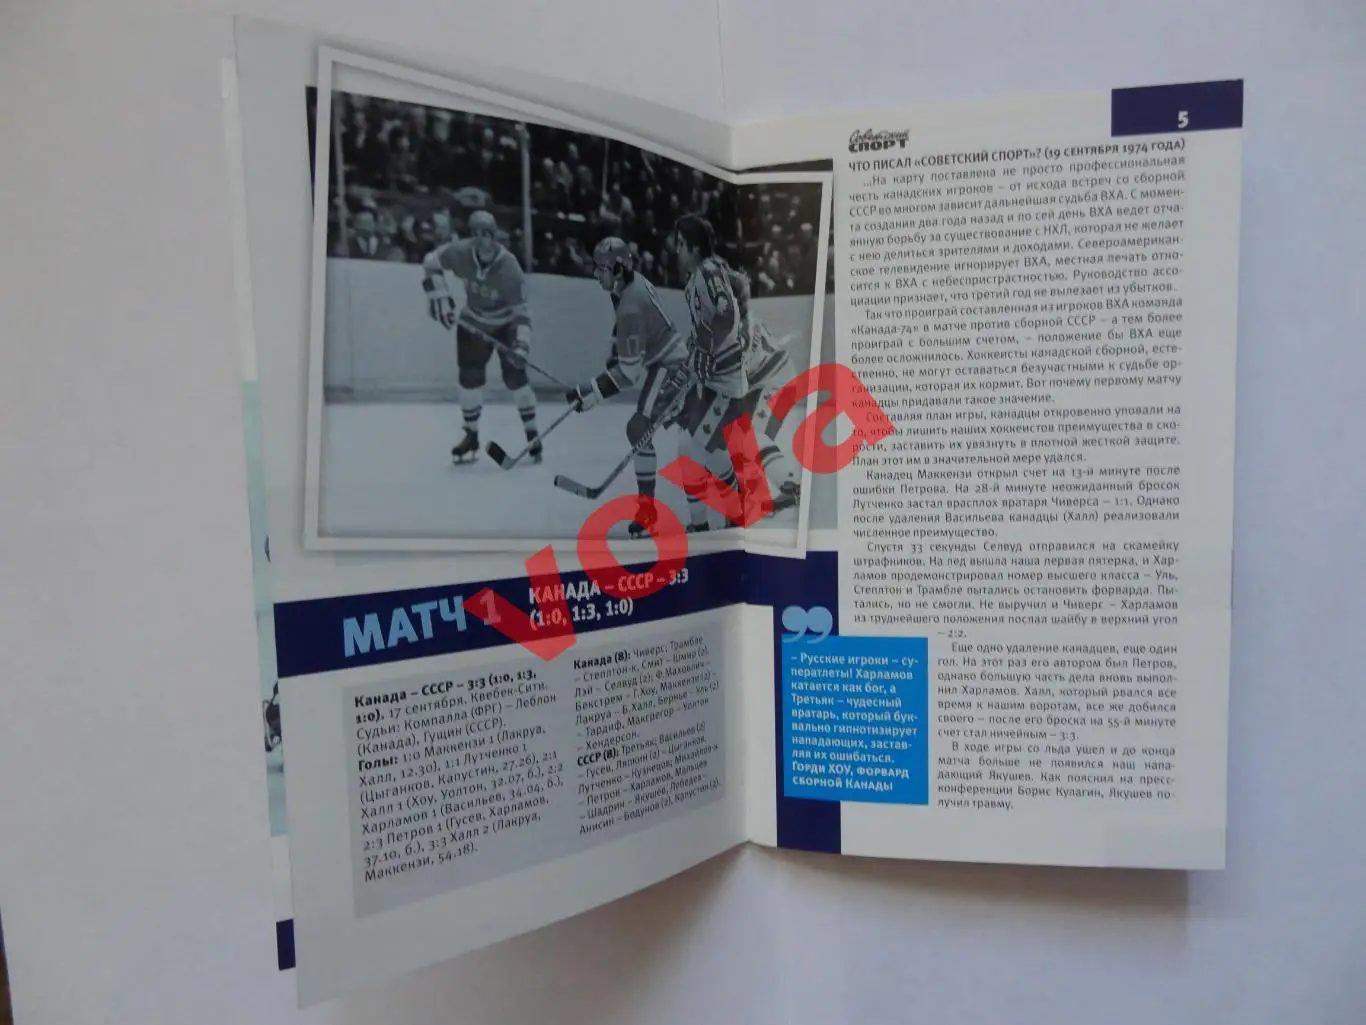 МАТЧ 1
КАНАДА – СССР – 3:3
(1:0, 1:3, 1:0)
Канада – СССР – 3:3 (1:0, 1:3,
1:0). 17 сентября. Квебек-Сити.
Судьи: Компалла (ФРГ) – Леблон
(Канада), Гущин (СССР).
Голы: 1:0 Маккензи 1 (Лакруа,
Халл, 12.30), 1:1 Лутченко 1
(Цыганков, Капустин, 27.26), 2:1
Халл 1 (Хоу, Уолтон, 32.07, б.), 2:2
Харламов 1 (Васильев, 34.04, б.),
2:3 Петров 1 (Гусев, Харламов,
37.10, б.), 3:3 Халл 2 (Лакруа,
Маккензи, 54.18).
Канада (8): Чиверс; Трамбле
– Степлтон-к, Смит – Шмир (2),
Лэй – Селвуд (2); Ф.Маховлич –
Бекстрем – Г.Хоу, Маккензи (2) –
Лакруа – Б.Халл, Бернье – Уль (2)
– Тардиф, Макгрегор – Уолтон
– Хендерсон.
СССР (8): Третьяк; Васильев (2)
– Гусев, Ляпкин (2) – Цыганков,
Лутченко – Кузнецов; Михайлов-к
– Петров – Харламов, Мальцев
– Шадрин – Якушев, Лебедев –
Анисин – Бодунов (2), Капустин (2).
5
Советский
СПОРТ
ЧТО ПИСАЛ «СОВЕТСКИЙ СПОРТ»? (19 СЕНТЯБРЯ 1974 ГОДА)
...На карту поставлена не просто профессиональная
честь канадских игроков – от исхода встреч со сборной
СССР во многом зависит дальнейшая судьба ВХА. С момен-
та создания два года назад и по сей день ВХА ведет отча-
янную борьбу за существование с НХЛ, которая не желает
с нею делиться зрителями и доходами. Североамерикан-
ское телевидение игнорирует ВХА, местная печать отно-
сится к ВХА с небеспристрастностью. Руководство ассо-
циации признает, что третий год не вылезает из убытков.
Так что проиграй составленная из игроков ВХА команда
«Канада-74» в матче против сборной СССР – а тем более
проиграй с большим счетом, – положение бы ВХА еще
более осложнилось. Хоккеисты канадской сборной, есте-
ственно, не могут оставаться безучастными к судьбе ор-
ганизации, которая их кормит. Вот почему первому матчу
канадцы придавали такое значение.
Составляя план игры, канадцы откровенно уповали на
то, чтобы лишить наших хоккеистов преимущества в ско-
рости, заставить их увязнуть в плотной жесткой защите.
План этот им в значительной мере удался.
Канадец Маккензи открыл счет на 13-й минуте после
ошибки Петрова. На 28-й минуте неожиданный бросок
Лутченко застал врасплох вратаря Чиверса – 1:1. Однако
после удаления Васильева канадцы (Халл) реализовали
численное преимущество.
Спустя 33 секунды Селвуд отправился на скамейку
штрафников. На лед вышла наша первая пятерка, и Хар-
ламов продемонстрировал номер высшего класса – Уль,
Степлтон и Трамбле пытались остановить форварда. Пы-
тались, но не смогли. Не выручил и Чиверс – Харламов
из труднейшего положения послал шайбу в верхний угол
– 2:2.
Еще одно удаление канадцев, еще один
гол. На этот раз его автором был Петров,
однако большую часть дела вновь выпол-
нил Харламов. Халл, который рвался все
время к нашим воротам, все же добился
своего – после его броска на 55-й минуте
счет стал ничейным – 3:3.
В ходе игры со льда ушел и до конца
матча больше не появился наш напа-
дающий Якушев. Как пояснил на пресс-
конференции Борис Кулагин, Якушев по-
лучил травму.
– Русские игроки – су-
ператлеты! Харламов
катается как бог, а
Третьяк – чудесный
вратарь, который бук-
вально гипнотизирует
нападающих, застав-
ляя их ошибаться.
ГОРДИ ХОУ, ФОРВАРД
СБОРНОЙ КАНАДЫ
vova